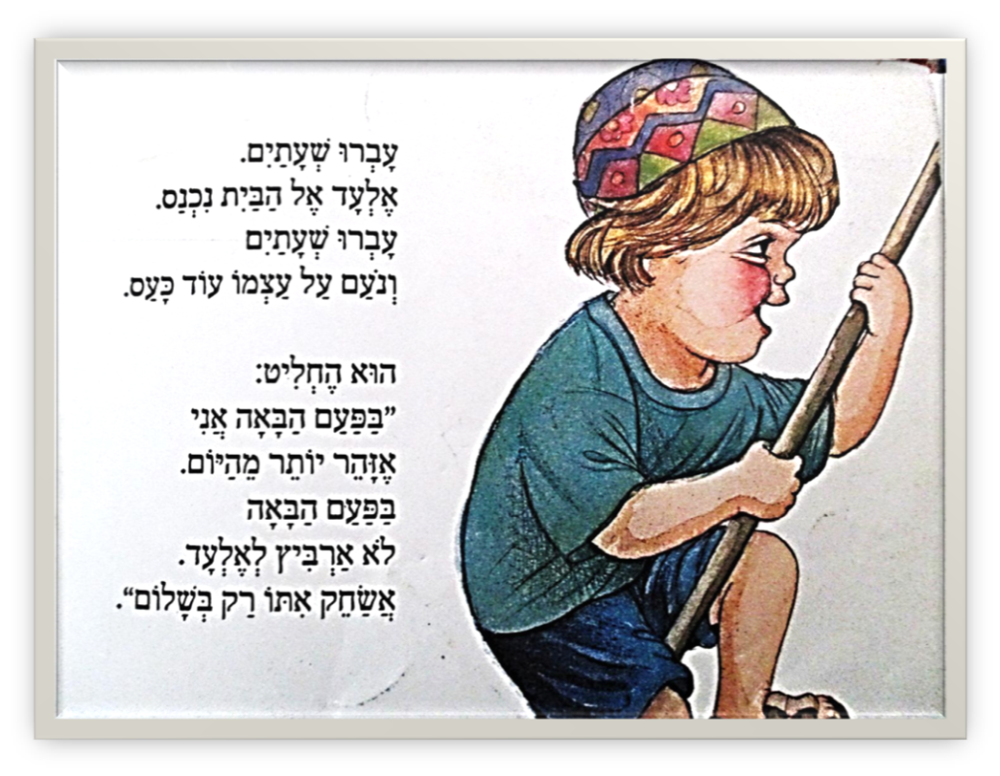 עָבְרוּ שְׁעָתַיִם.
אֶלְעָד אֶל הַבַּיִת נִכְנַס.
עָבְרוּ שְׁעָתַיִם
וְנֹעַם עַל עַצְמוֹ עוֹד כָּעַס.
הוּא הֶחְלִיט:
”בַּפַּעַם הַבָּאָה אֲנִי
אֶזָּהֵר יוֹתֵר מֵהַיּוֹם.
בַּפַּעַם הַבָּאָה
לֹא אַרְבִּיץ לְאֶלְעָד.
אֲשַׂחֵק אִתּוֹ רַק בְּשָׁלוֹם“.